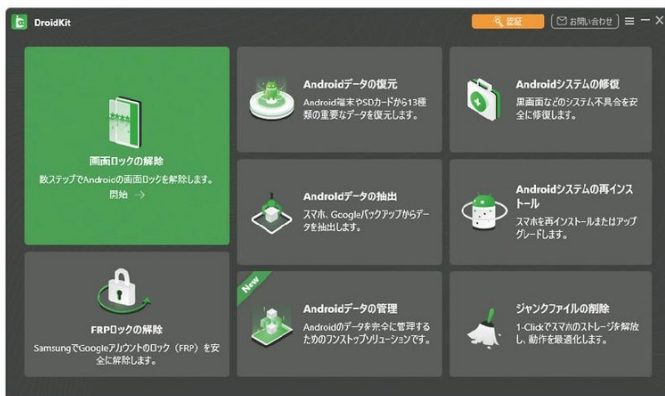 DroidKit
認証
お問い合わせ
画面ロックの解除
数ステップでAndroidの画面ロックを解除します。
開始 →
FRPロックの解除
SamsungでGoogleアカウントのロック（FRP）を安
全に解除します。
Androidデータの復元
Android端末やSDカードから13種
類の重要なデータを復元します。
Androidデータの抽出
スマホ、Googleバックアップからデー
タを抽出します。
New
Androidデータの管理
Androidのデータを完全に管理する
ためのワンストップソリューションです。
Androidシステムの修復
黒画面などのシステム不具合を安
全に修復します。
Androidシステムの再インス
トール
スマホを再インストールまたはアップ
グレードします。
ジャンクファイルの削除
1-Clickでスマホのストレージを解放
し、動作を最適化します。